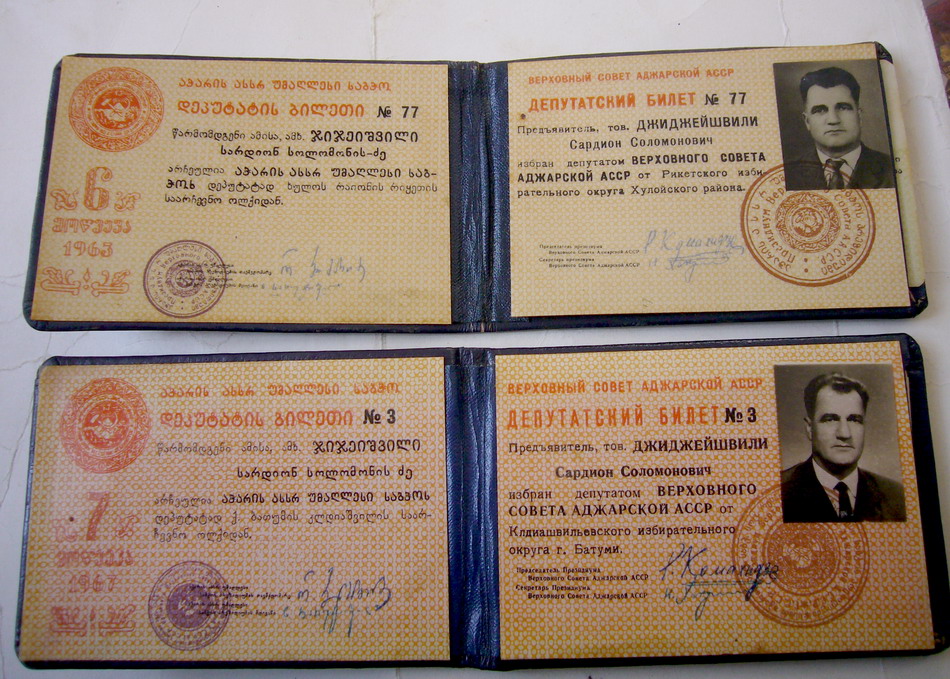 აჭარის ასსრ უმაღლესი საბჭო
დეპუტატის ბილეთი № 77
წარმომდგენი ამისა, ამხ. ჯიჯეიშვილი
სარდიონ სოლომონის-ძე
არჩეულია აჭარის ასსრ უმაღლესი საბ-
ჭოს დეპუტატად ხულოს რაიონის რიყეთის
საარჩევნო ოლქიდან.
6
მოწვევა
1963
ВЕРХОВНЫЙ СОВЕТ АДЖАРСКОЙ АССР
ДЕПУТАТСКИЙ БИЛЕТ № 77
Предъявитель, тов. ДЖИДЖЕЙШВИЛИ
Сардион Соломонович
избран депутатом ВЕРХОВНОГО СОВЕТА
АДЖАРСКОЙ АССР от Рикетского изби-
рательного округа Хулойского района.
Председатель президиума
Верховного Совета Аджарской АССР
Секретарь президиума
Верховного Совета Аджарской АССР
აჭარის ასსრ უმაღლესი საბჭო
დეპუტატის ბილეთი № 3
წარმომდგენი ამისა, ამხ. ჯიჯეიშვილი
სარდიონ სოლომონის ძე
არჩეულია აჭარის ასსრ უმაღლესი საბჭოს
დეპუტატად ქ. ბათუმის კლდიაშვილის საარ-
ჩევნო ოლქიდან.
7
მოწვევა
1967
ВЕРХОВНЫЙ СОВЕТ АДЖАРСКОЙ АССР
ДЕПУТАТСКИЙ БИЛЕТ № 3
Предъявитель, тов. ДЖИДЖЕЙШВИЛИ
Сардион Соломонович
избран депутатом ВЕРХОВНОГО
СОВЕТА АДЖАРСКОЙ АССР от
Клдиашвильевского избирательного
округа г. Батуми.
Председатель Президиума
Верховного Совета Аджарской АССР
Секретарь Президиума
Верховного Совета Аджарской АССР